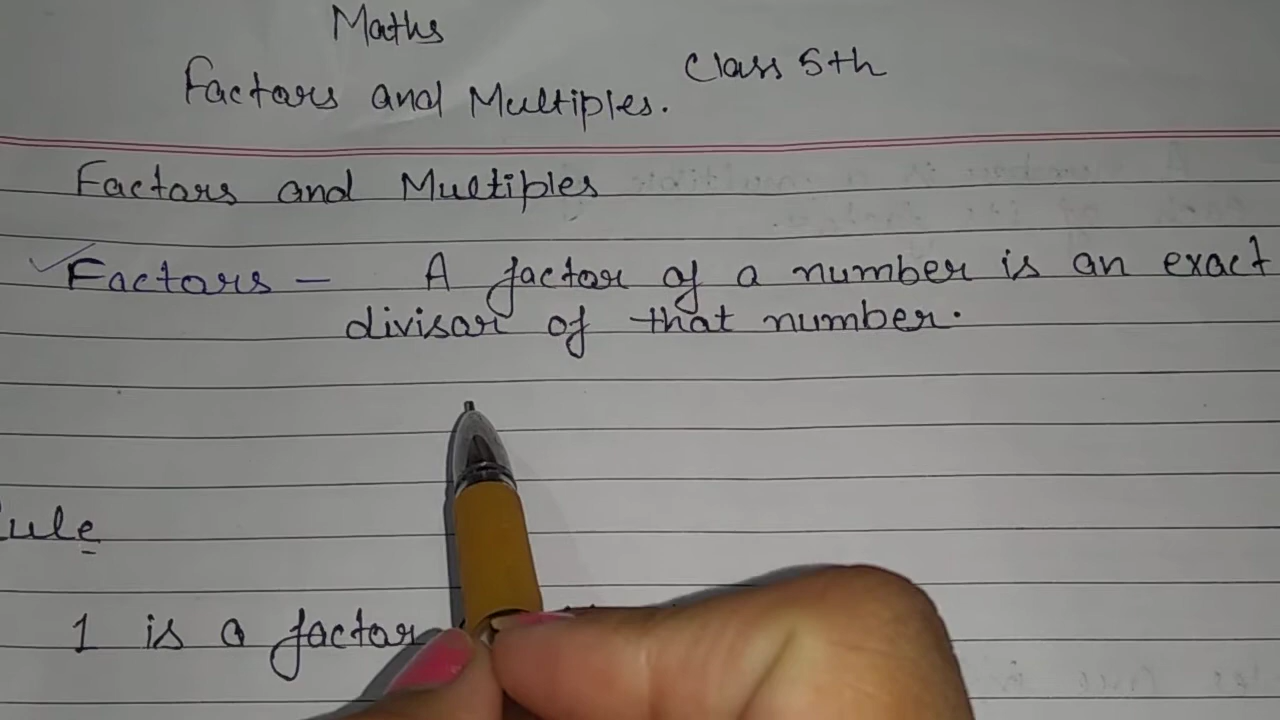 Maths
Class 5th
Factors and Multiples.
Factors and Multiples
Factors - A factor of a number is an exact
divisor of that number.
1 is a factor